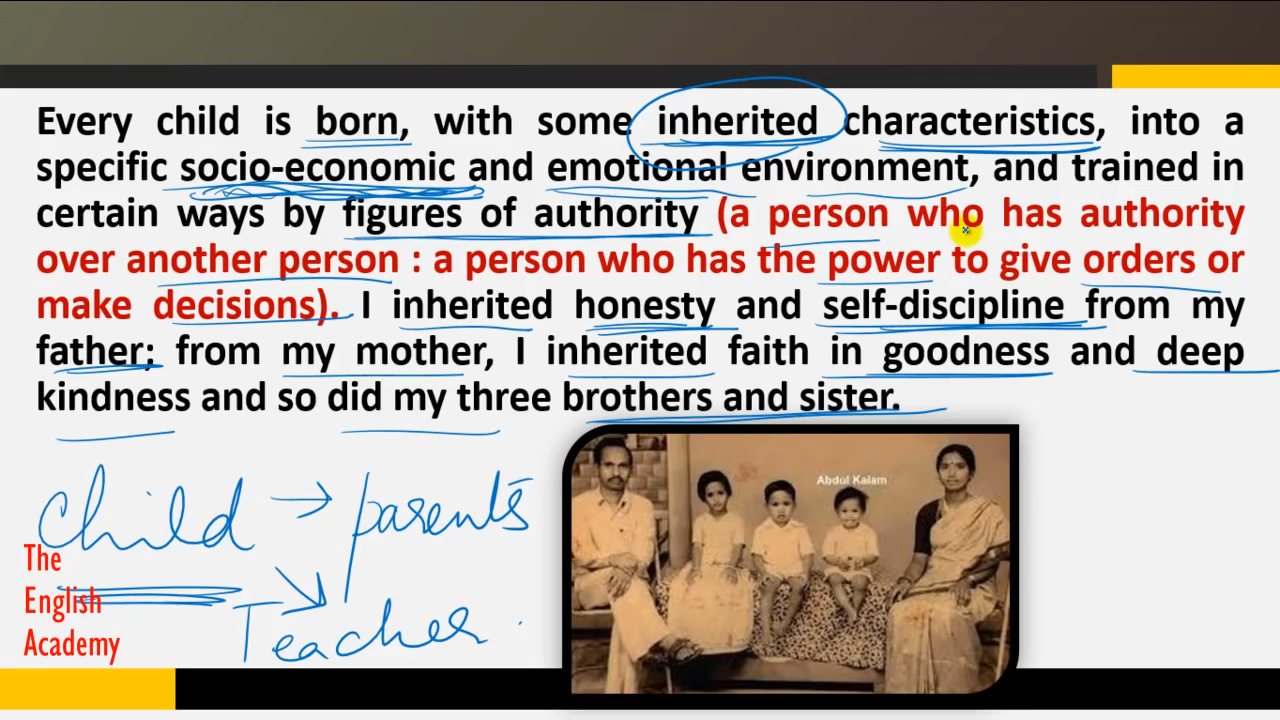 Every child is born, with some inherited characteristics, into a
specific socio-economic and emotional environment, and trained in
certain ways by figures of authority (a person who has authority
over another person : a person who has the power to give orders or
make decisions). I inherited honesty and self-discipline from my
father; from my mother, I inherited faith in goodness and deep
kindness and so did my three brothers and sister.
Abdul Kalam
child → parents
Teacher
The
English
Academy